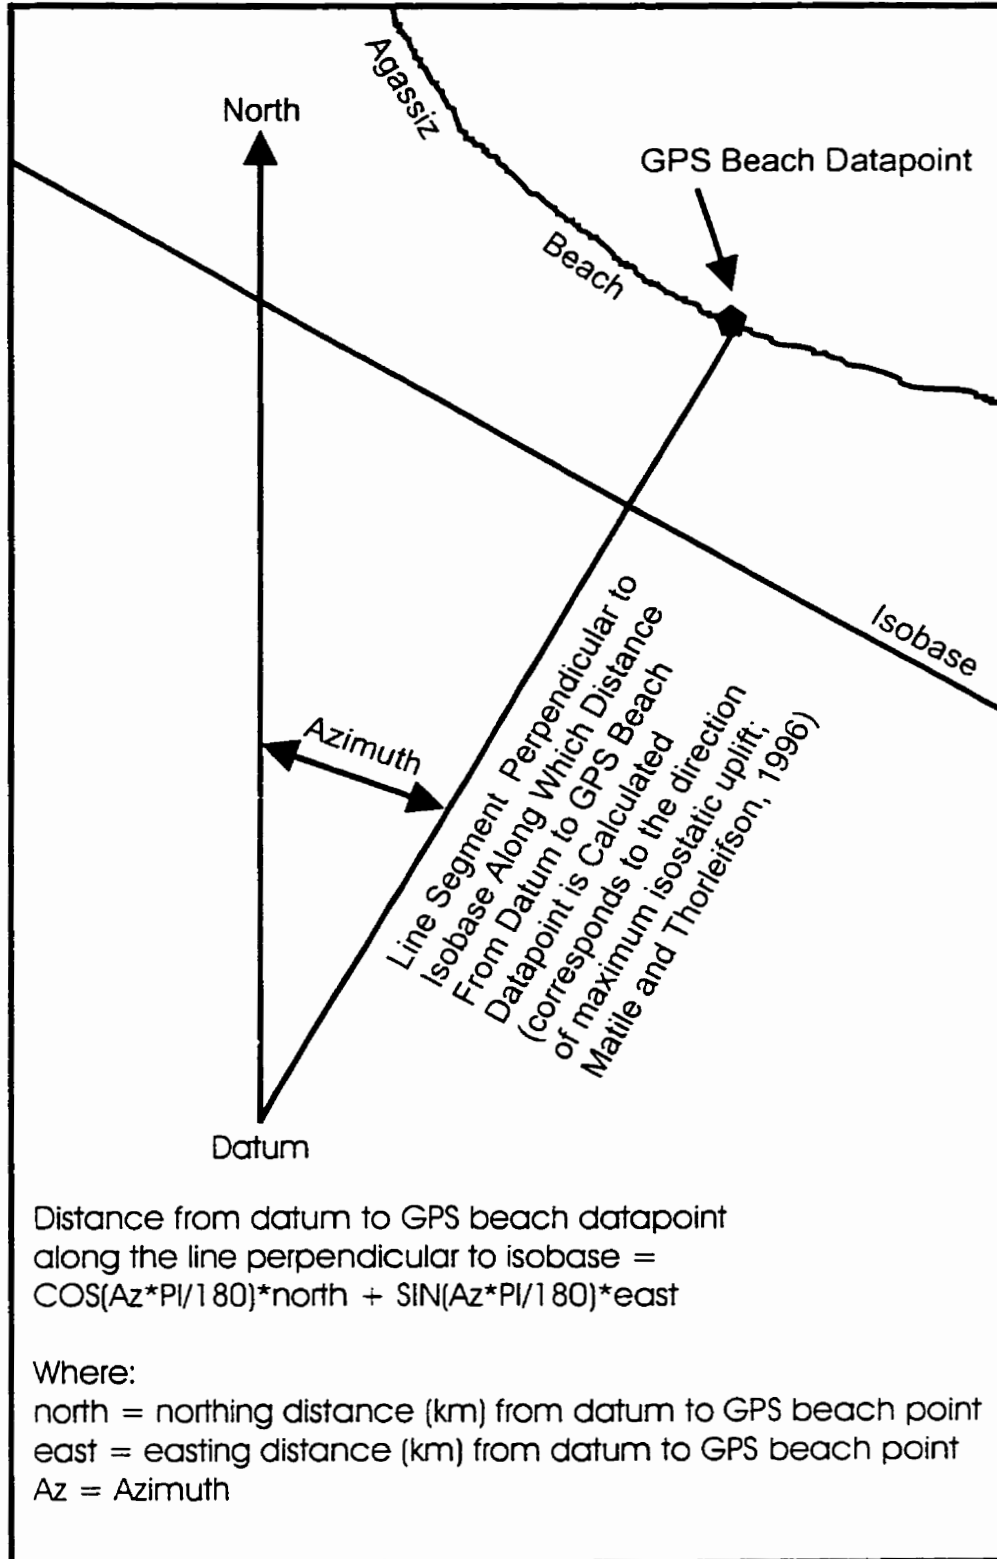 Agassiz
North
GPS Beach Datapoint
Beach
Isobase
Azimuth
Line Segment Perpendicular to
Isobase Along Which Distance
From Datum to GPS Beach
Datapoint is Calculated
(corresponds to the direction
of maximum isostatic uplift;
Matile and Thorleifson, 1996)
Datum
Distance from datum to GPS beach datapoint
along the line perpendicular to isobase =
COS(Az*PI/180)*north + SIN(Az*PI/180)*east
Where:
north = northing distance (km) from datum to GPS beach point
east = easting distance (km) from datum to GPS beach point
Az = Azimuth